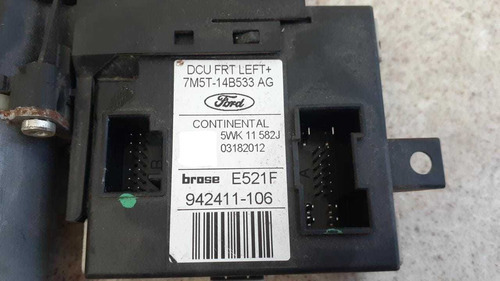 DCU FRT LEFT+
7M5T-14B533 AG
Ford
CONTINENTAL
5WK 11 582J
03182012
brose E521F
942411-106
B
A